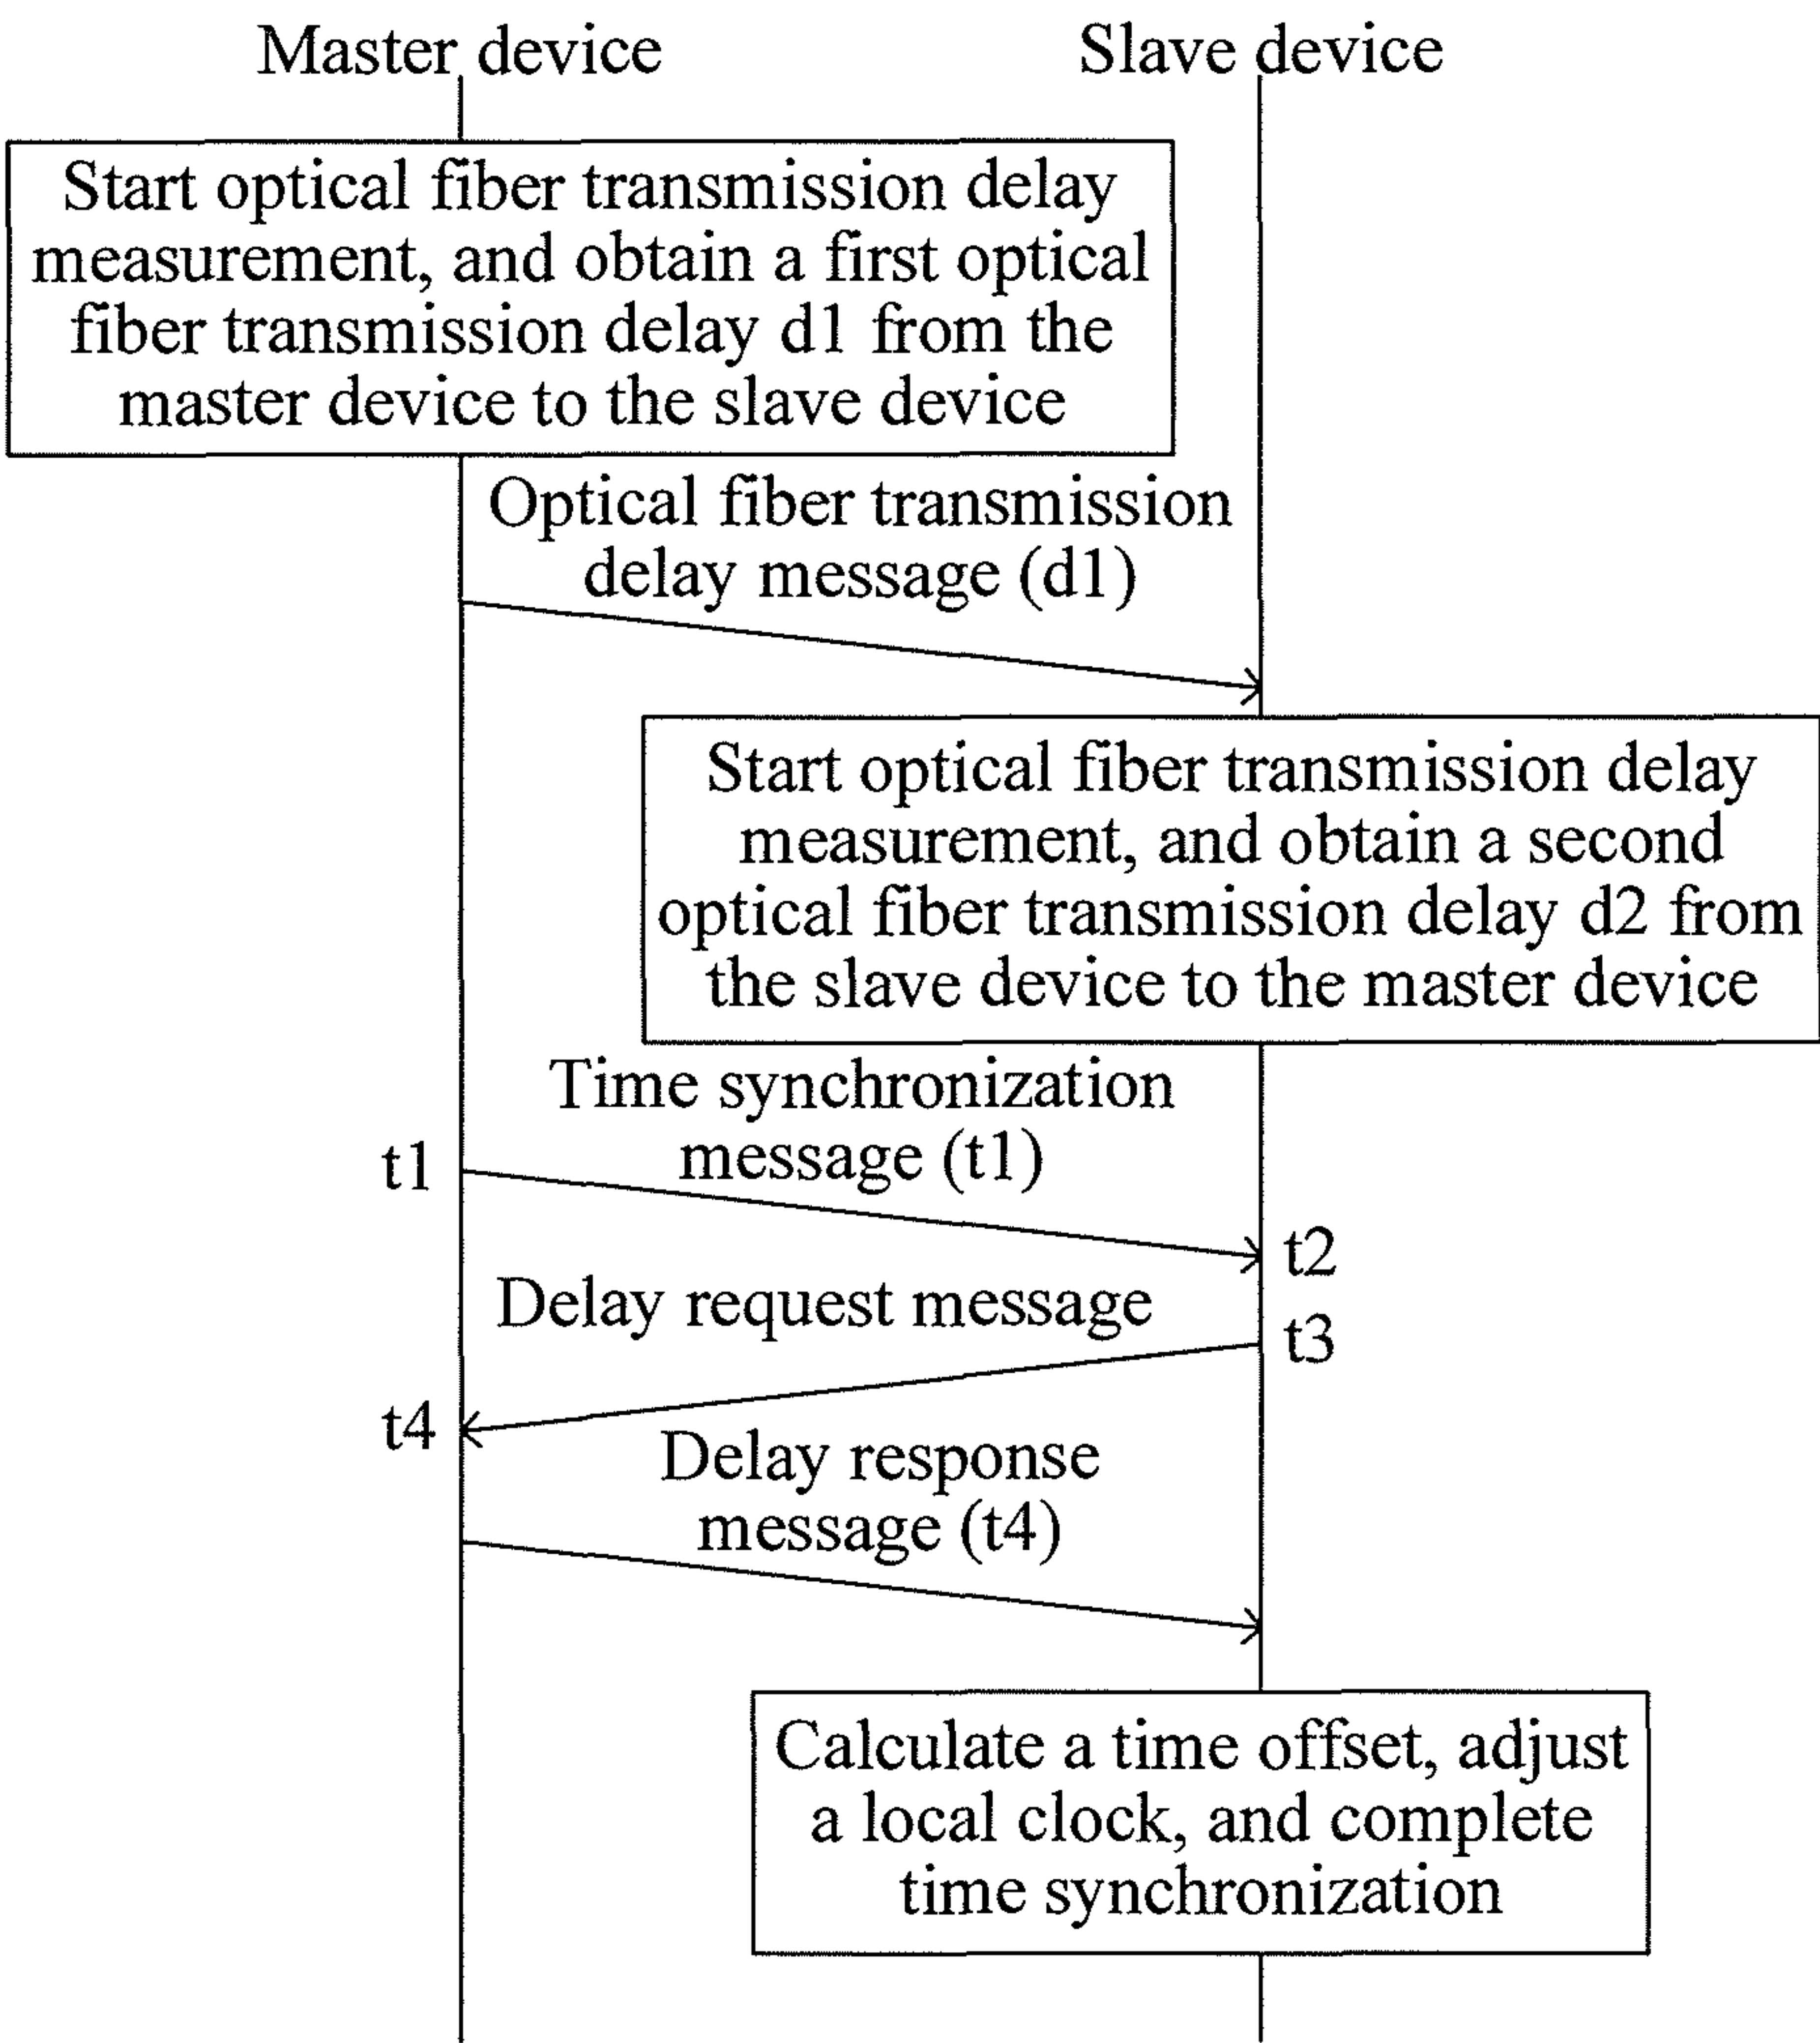 Master device
Slave device
Start optical fiber transmission delay
measurement, and obtain a first optical
fiber transmission delay d1 from the
master device to the slave device
Optical fiber transmission
delay message (d1)
Start optical fiber transmission delay
measurement, and obtain a second
optical fiber transmission delay d2 from
the slave device to the master device
Time synchronization
message (t1)
t1
t2
Delay request message
t3
t4
Delay response
message (t4)
Calculate a time offset, adjust
a local clock, and complete
time synchronization